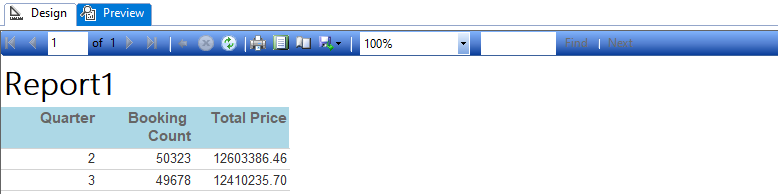 Design Preview
1 of 1 100% Find Next
Report1
Quarter Booking Count Total Price
2 50323 12603386.46
3 49678 12410235.70